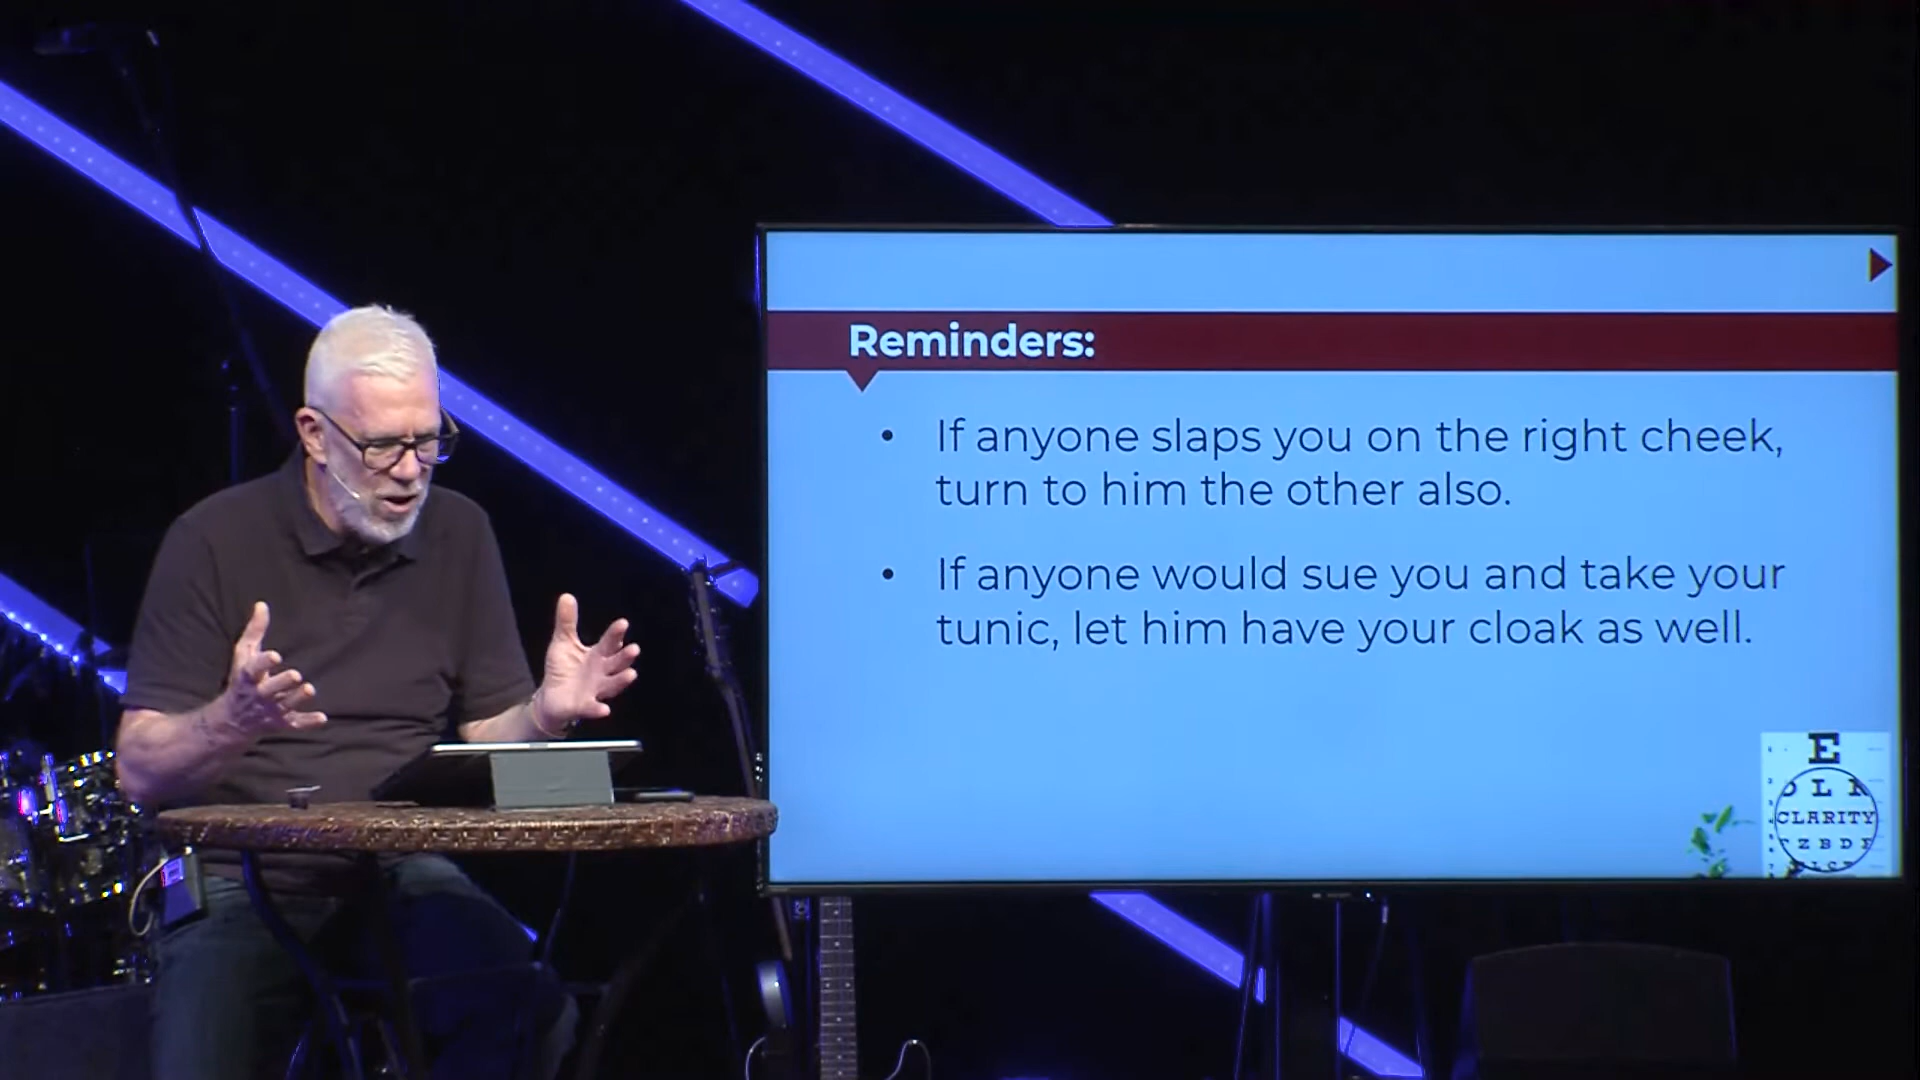 Reminders:
• If anyone slaps you on the right cheek,
turn to him the other also.
• If anyone would sue you and take your
tunic, let him have your cloak as well.
E
CLARITY